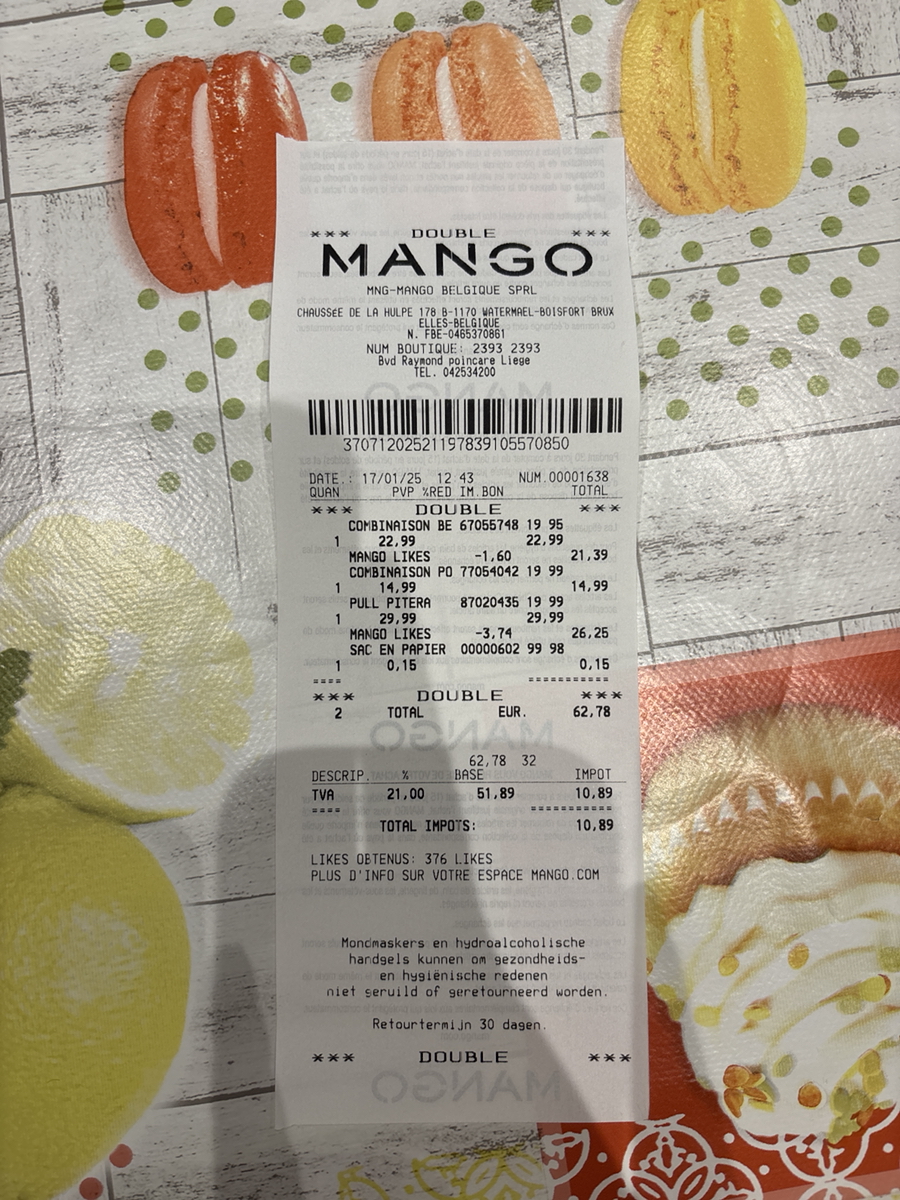 *** DOUBLE ***
MANGO
MNG-MANGO BELGIQUE SPRL
CHAUSSéE DE LA HULPE 178 B-1170 WATERMAEL-BOISFORT BRUX
ELLES-BELGIQUE
N. FBE-0465370861
NUM BOUTIQUE: 2393 2393
Bvd Raymond poincare Liege
TEL. 042534200
37071202521197839105570850
DATE.: 17/01/25 12 43 NUM.00001638
QUAN PVP %RED IM.BON TOTAL
*** DOUBLE ***
COMBINAISON BE 67055748 19 95
1 22,99 22,99
MANGO LIKES -1,60 21,39
COMBINAISON PO 77054042 19 99
1 14,99 14,99
PULL PITERA 87020435 19 99
1 29,99 29,99
MANGO LIKES -3,74 26,25
SAC EN PAPIER 00000602 99 98
1 0,15 0,15
==== ===========
*** DOUBLE ***
2 TOTAL EUR. 62,78
62,78 32
DESCRIP. % BASE IMPOT
TVA 21,00 51,89 10,89
==== ===========
TOTAL IMPOTS: 10,89
LIKES OBTENUS: 376 LIKES
PLUS D'INFO SUR VOTRE ESPACE MANGO.COM
Mondmaskers en hydroalcoholische
handgels kunnen om gezondheids-
en hygiënische redenen
niet geruild of geretourneerd worden.
Retourtermijn 30 dagen.
*** DOUBLE ***